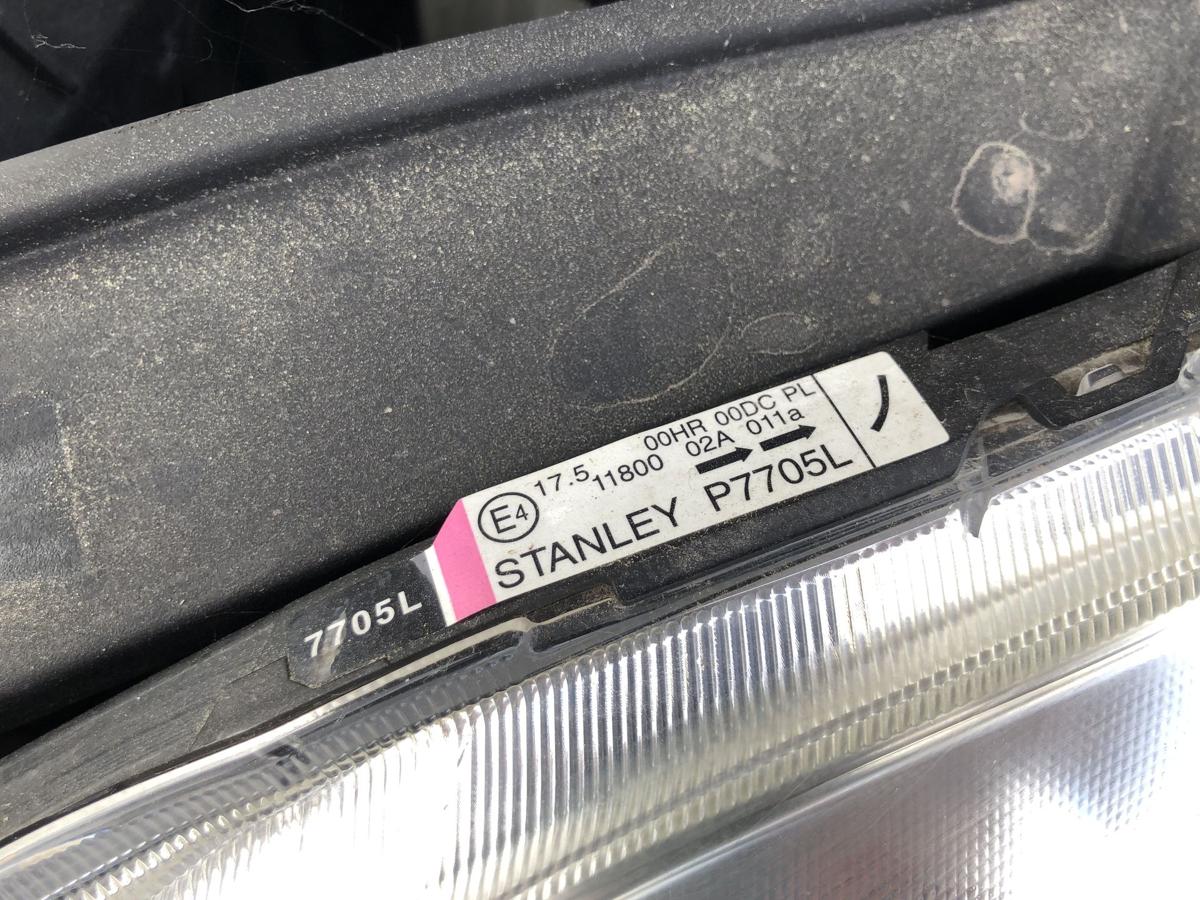 00HR 00DC PL
17.5 11800 02A 011a
E4
STANLEY P7705L
7705L